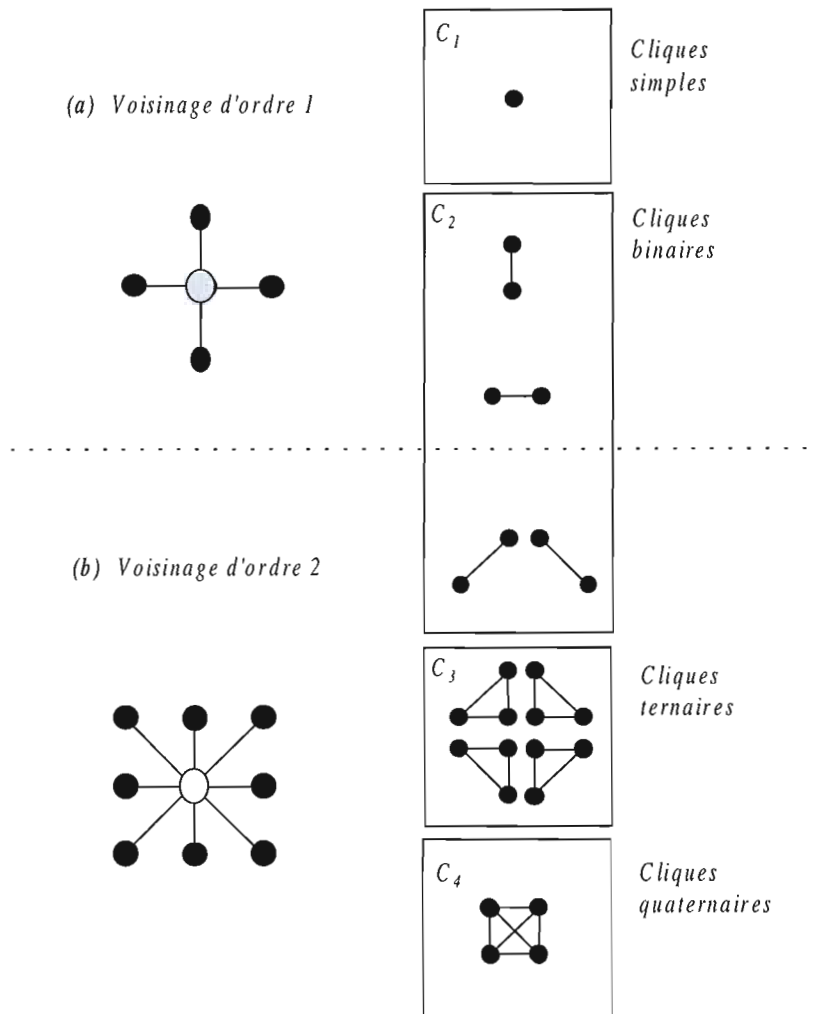 C1
Cliques
simples
(a) Voisinage d'ordre 1
C2
Cliques
binaires
(b) Voisinage d'ordre 2
C3
Cliques
ternaires
C4
Cliques
quaternaires